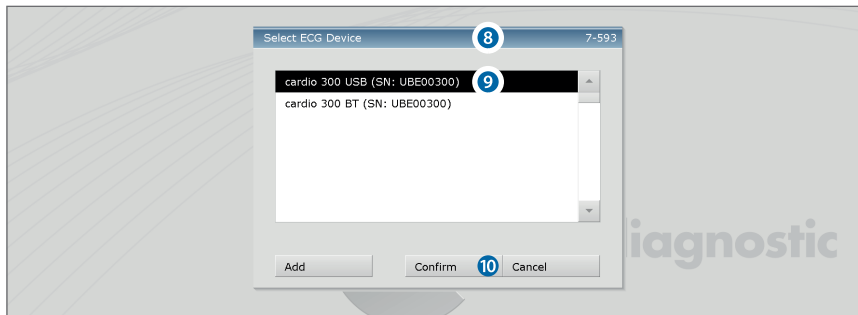 Select ECG Device 8 7-593
cardio 300 USB (SN: UBE00300) 9
cardio 300 BT (SN: UBE00300)
iagnostic
Add Confirm 10 Cancel